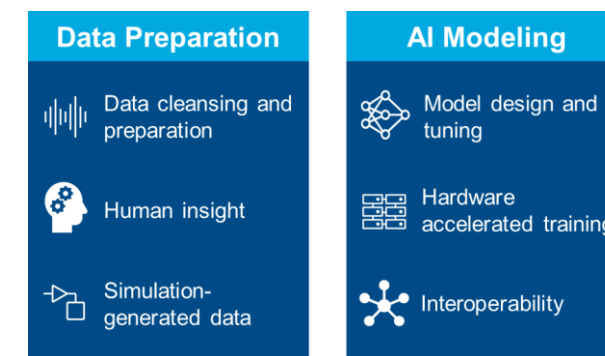 Data Preparation
Data cleansing and
preparation
Human insight
Simulation-
generated data
AI Modeling
Model design and
tuning
Hardware
accelerated training
Interoperability